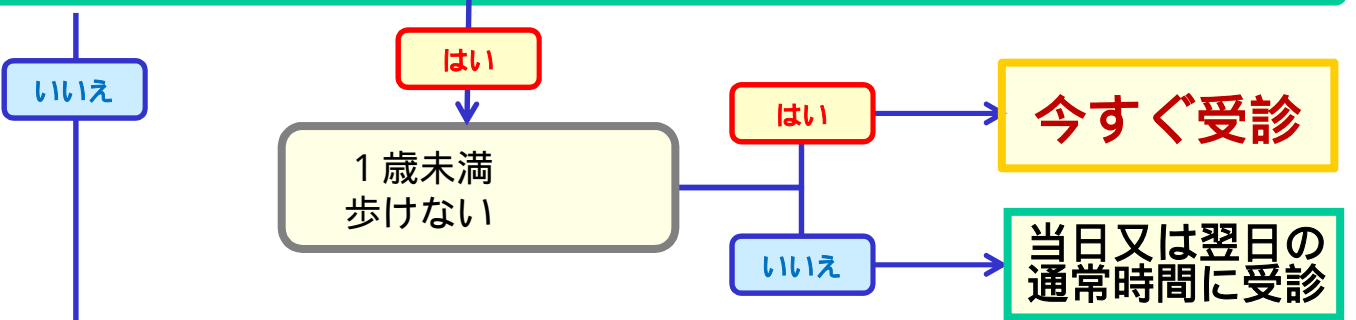 はい
いいえ
はい
今すぐ受診
１歳未満
歩けない
いいえ
当日又は翌日の
通常時間に受診